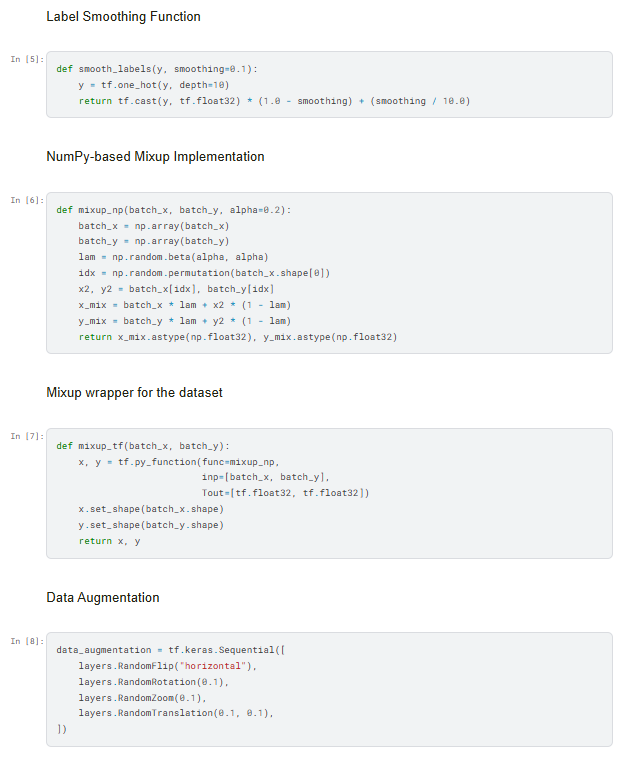 Label Smoothing Function
In [5]:
def smooth_labels(y, smoothing=0.1):
    y = tf.one_hot(y, depth=10)
    return tf.cast(y, tf.float32) * (1.0 - smoothing) + (smoothing / 10.0)
NumPy-based Mixup Implementation
In [6]:
def mixup_np(batch_x, batch_y, alpha=0.2):
    batch_x = np.array(batch_x)
    batch_y = np.array(batch_y)
    lam = np.random.beta(alpha, alpha)
    idx = np.random.permutation(batch_x.shape[0])
    x2, y2 = batch_x[idx], batch_y[idx]
    x_mix = batch_x * lam + x2 * (1 - lam)
    y_mix = batch_y * lam + y2 * (1 - lam)
    return x_mix.astype(np.float32), y_mix.astype(np.float32)
Mixup wrapper for the dataset
In [7]:
def mixup_tf(batch_x, batch_y):
    x, y = tf.py_function(func=mixup_np,
                          inp=[batch_x, batch_y],
                          Tout=[tf.float32, tf.float32])
    x.set_shape(batch_x.shape)
    y.set_shape(batch_y.shape)
    return x, y
Data Augmentation
In [8]:
data_augmentation = tf.keras.Sequential([
    layers.RandomFlip("horizontal"),
    layers.RandomRotation(0.1),
    layers.RandomZoom(0.1),
    layers.RandomTranslation(0.1, 0.1),
])